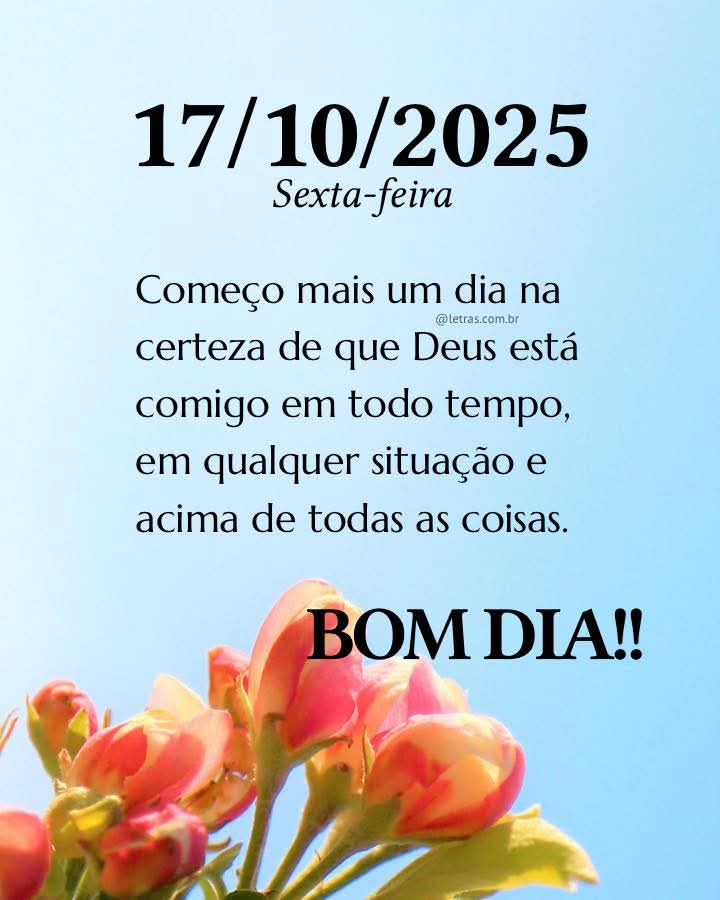 17/10/2025
Sexta-feira
Começo mais um dia na
@letras.com.br
certeza de que Deus está
comigo em todo tempo,
em qualquer situação e
acima de todas as coisas.
BOM DIA!!